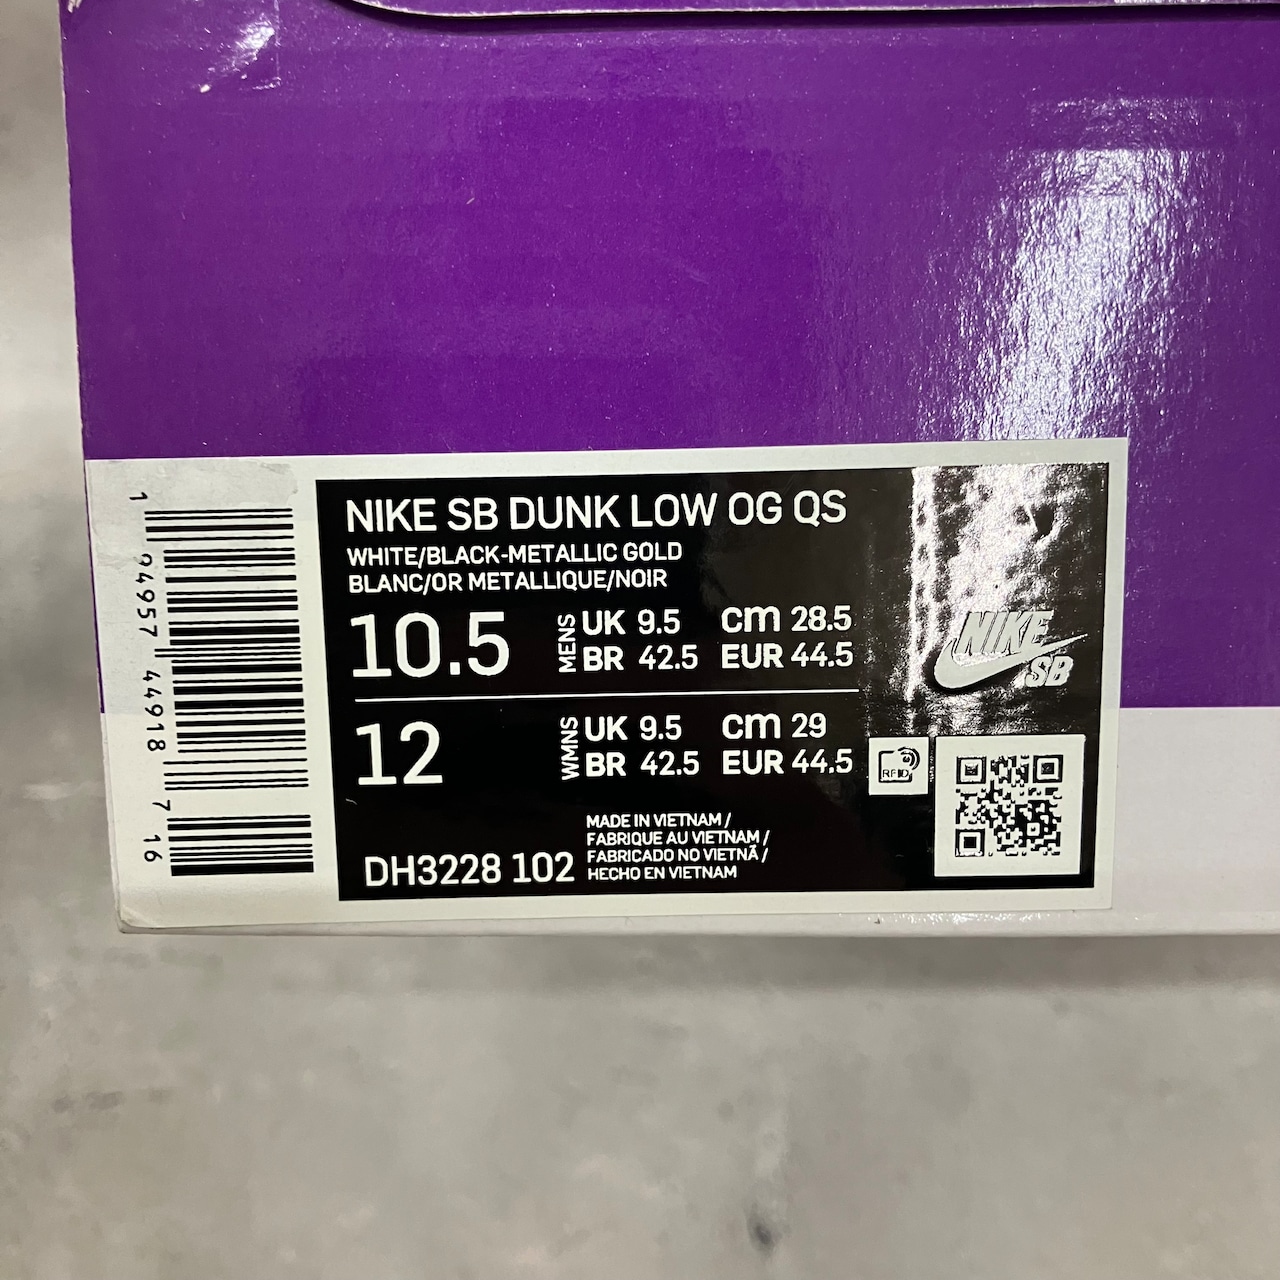 1 94957 44918 7 16
NIKE SB DUNK LOW OG QS
WHITE/BLACK-METALLIC GOLD
BLANC/OR METALLIQUE/NOIR
10.5 MENS UK 9.5 cm 28.5
BR 42.5 EUR 44.5
12 WMNS UK 9.5 cm 29
BR 42.5 EUR 44.5
NIKE
SB
RFID
MADE IN VIETNAM /
FABRIQUE AU VIETNAM /
FABRICADO NO VIETNÃ /
HECHO EN VIETNAM
DH3228 102